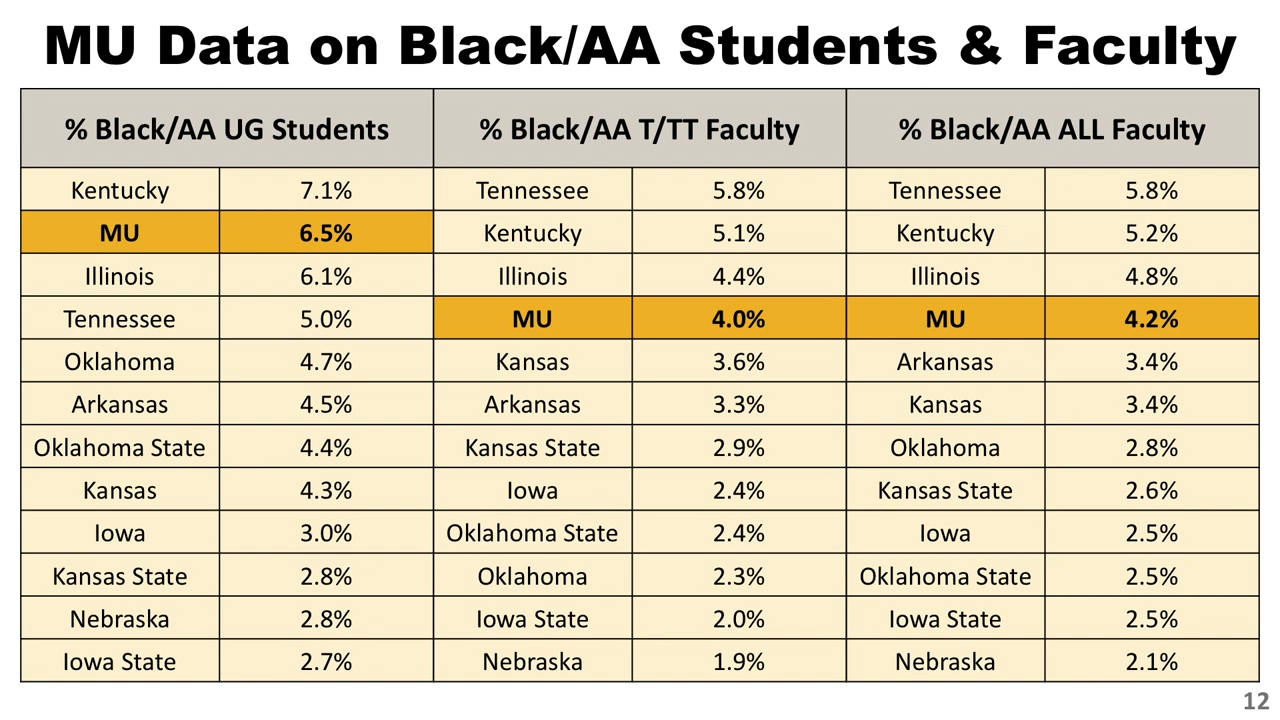 MU Data on Black/AA Students & Faculty
% Black/AA UG Students % Black/AA T/TT Faculty % Black/AA ALL Faculty
Kentucky 7.1% Tennessee 5.8% Tennessee 5.8%
MU 6.5% Kentucky 5.1% Kentucky 5.2%
Illinois 6.1% Illinois 4.4% Illinois 4.8%
Tennessee 5.0% MU 4.0% MU 4.2%
Oklahoma 4.7% Kansas 3.6% Arkansas 3.4%
Arkansas 4.5% Arkansas 3.3% Kansas 3.4%
Oklahoma State 4.4% Kansas State 2.9% Oklahoma 2.8%
Kansas 4.3% Iowa 2.4% Kansas State 2.6%
Iowa 3.0% Oklahoma State 2.4% Iowa 2.5%
Kansas State 2.8% Oklahoma 2.3% Oklahoma State 2.5%
Nebraska 2.8% Iowa State 2.0% Iowa State 2.5%
Iowa State 2.7% Nebraska 1.9% Nebraska 2.1%
12